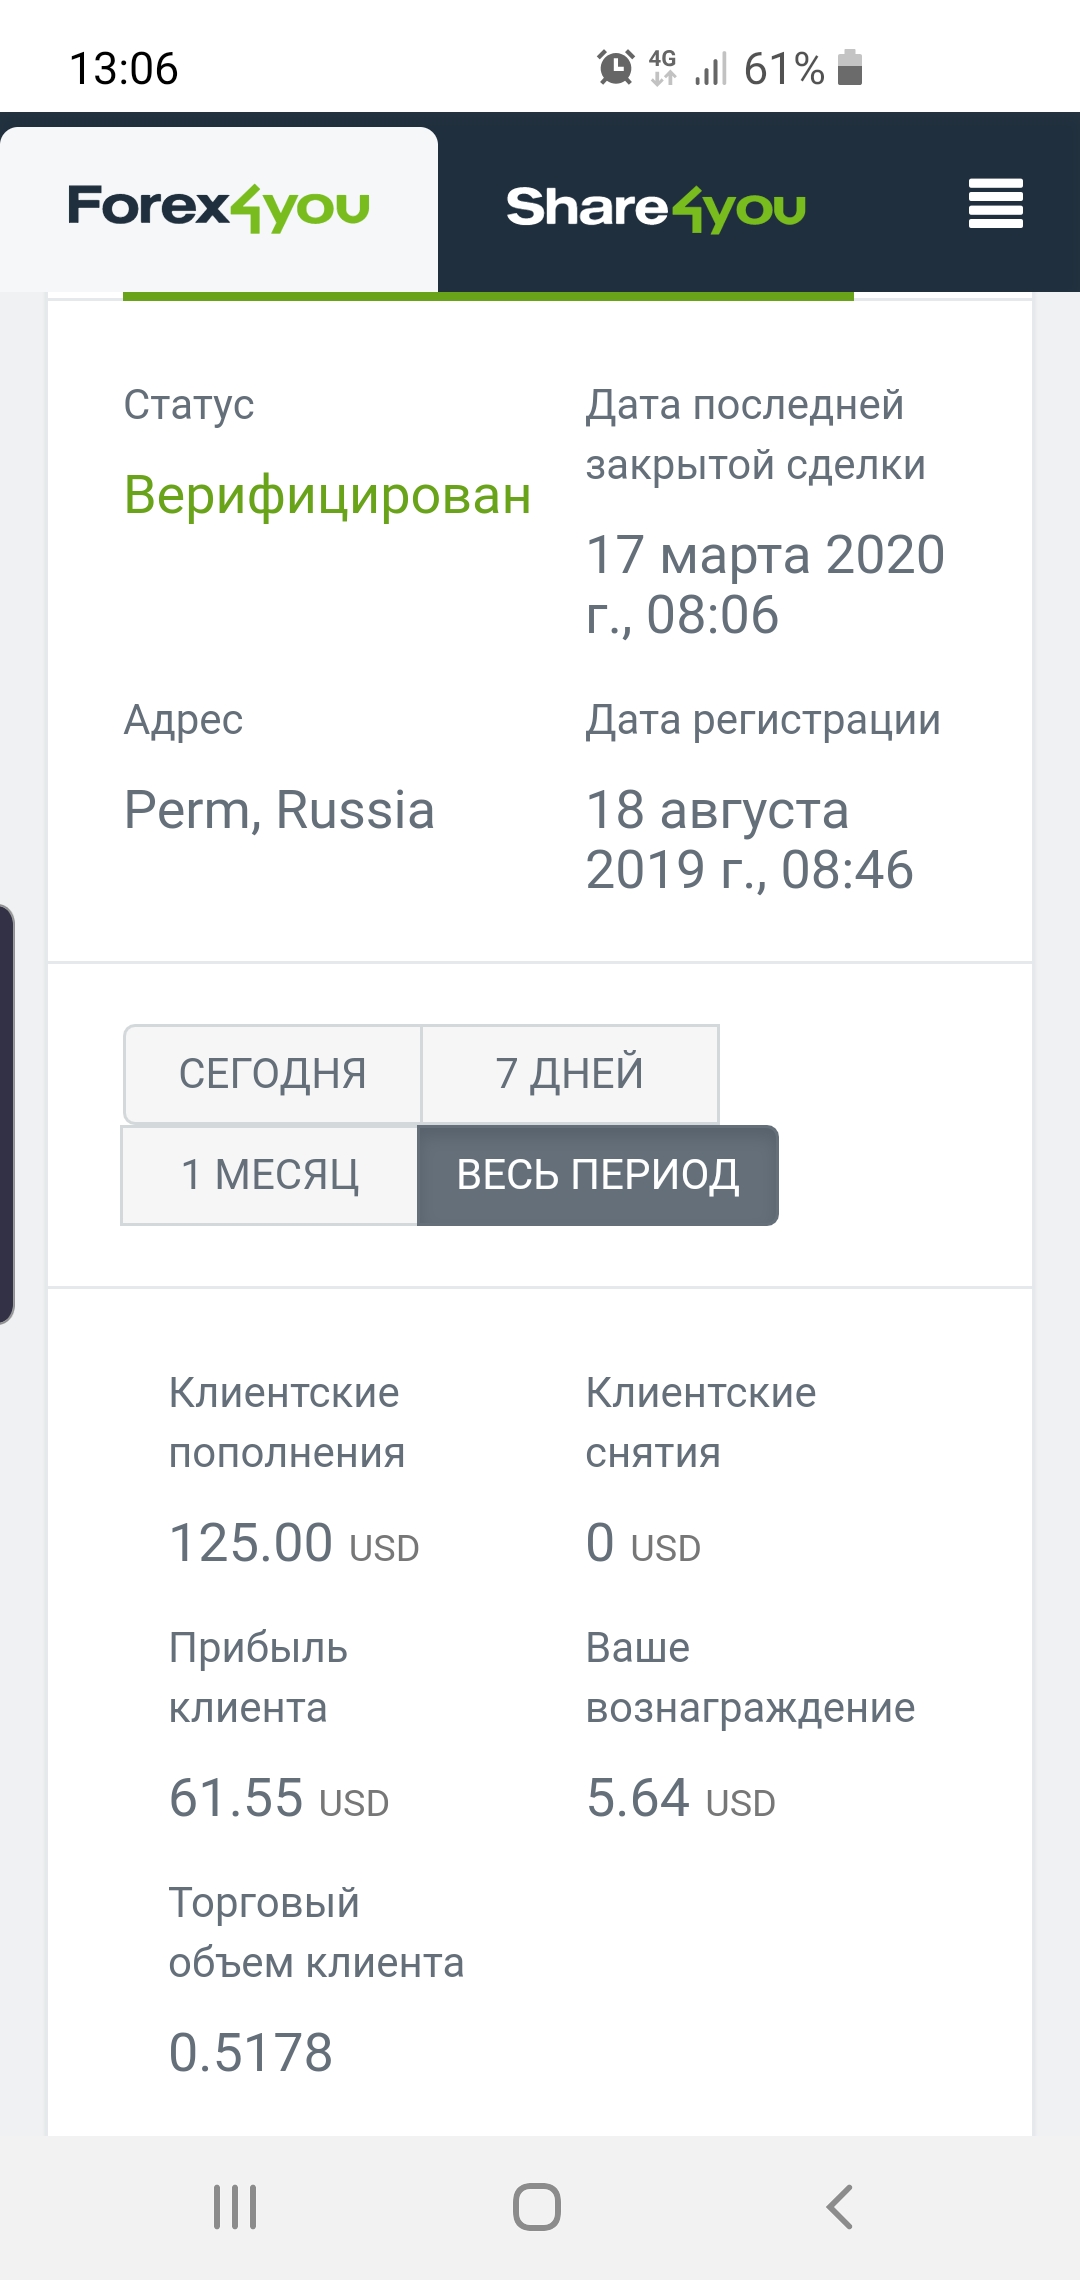 13:06 4G 61%
Forex4you Share4you
Статус
Верифицирован
Дата последней
закрытой сделки
17 марта 2020
г., 08:06
Адрес
Perm, Russia
Дата регистрации
18 августа
2019 г., 08:46
СЕГОДНЯ 7 ДНЕЙ
1 МЕСЯЦ ВЕСЬ ПЕРИОД
Клиентские
пополнения
125.00 USD
Клиентские
снятия
0 USD
Прибыль
клиента
61.55 USD
Ваше
вознаграждение
5.64 USD
Торговый
объем клиента
0.5178